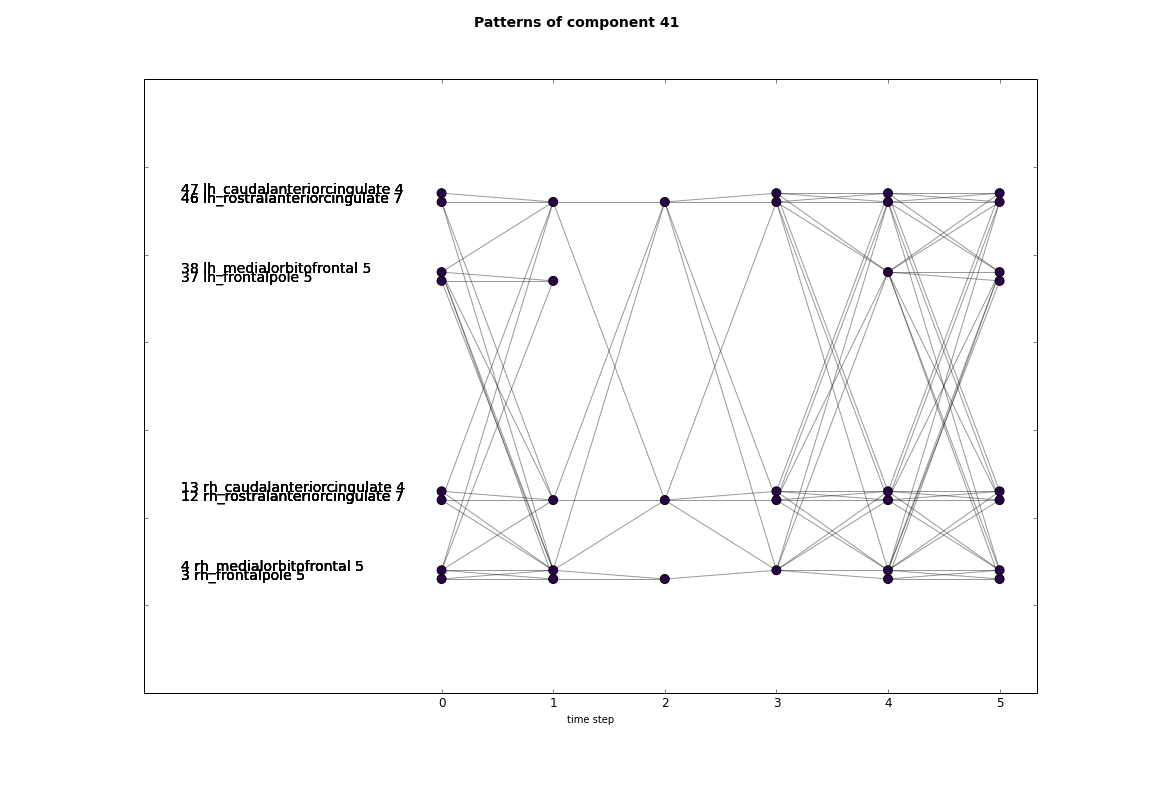 Patterns of component 41
47 lh_caudalanteriorcingulate 4
46 lh_rostralanteriorcingulate 7
38 lh_medialorbitofrontal 5
37 lh_frontalpole 5
13 rh_caudalanteriorcingulate 4
12 rh_rostralanteriorcingulate 7
4 rh_medialorbitofrontal 5
3 rh_frontalpole 5
0 1 2 3 4 5
time step